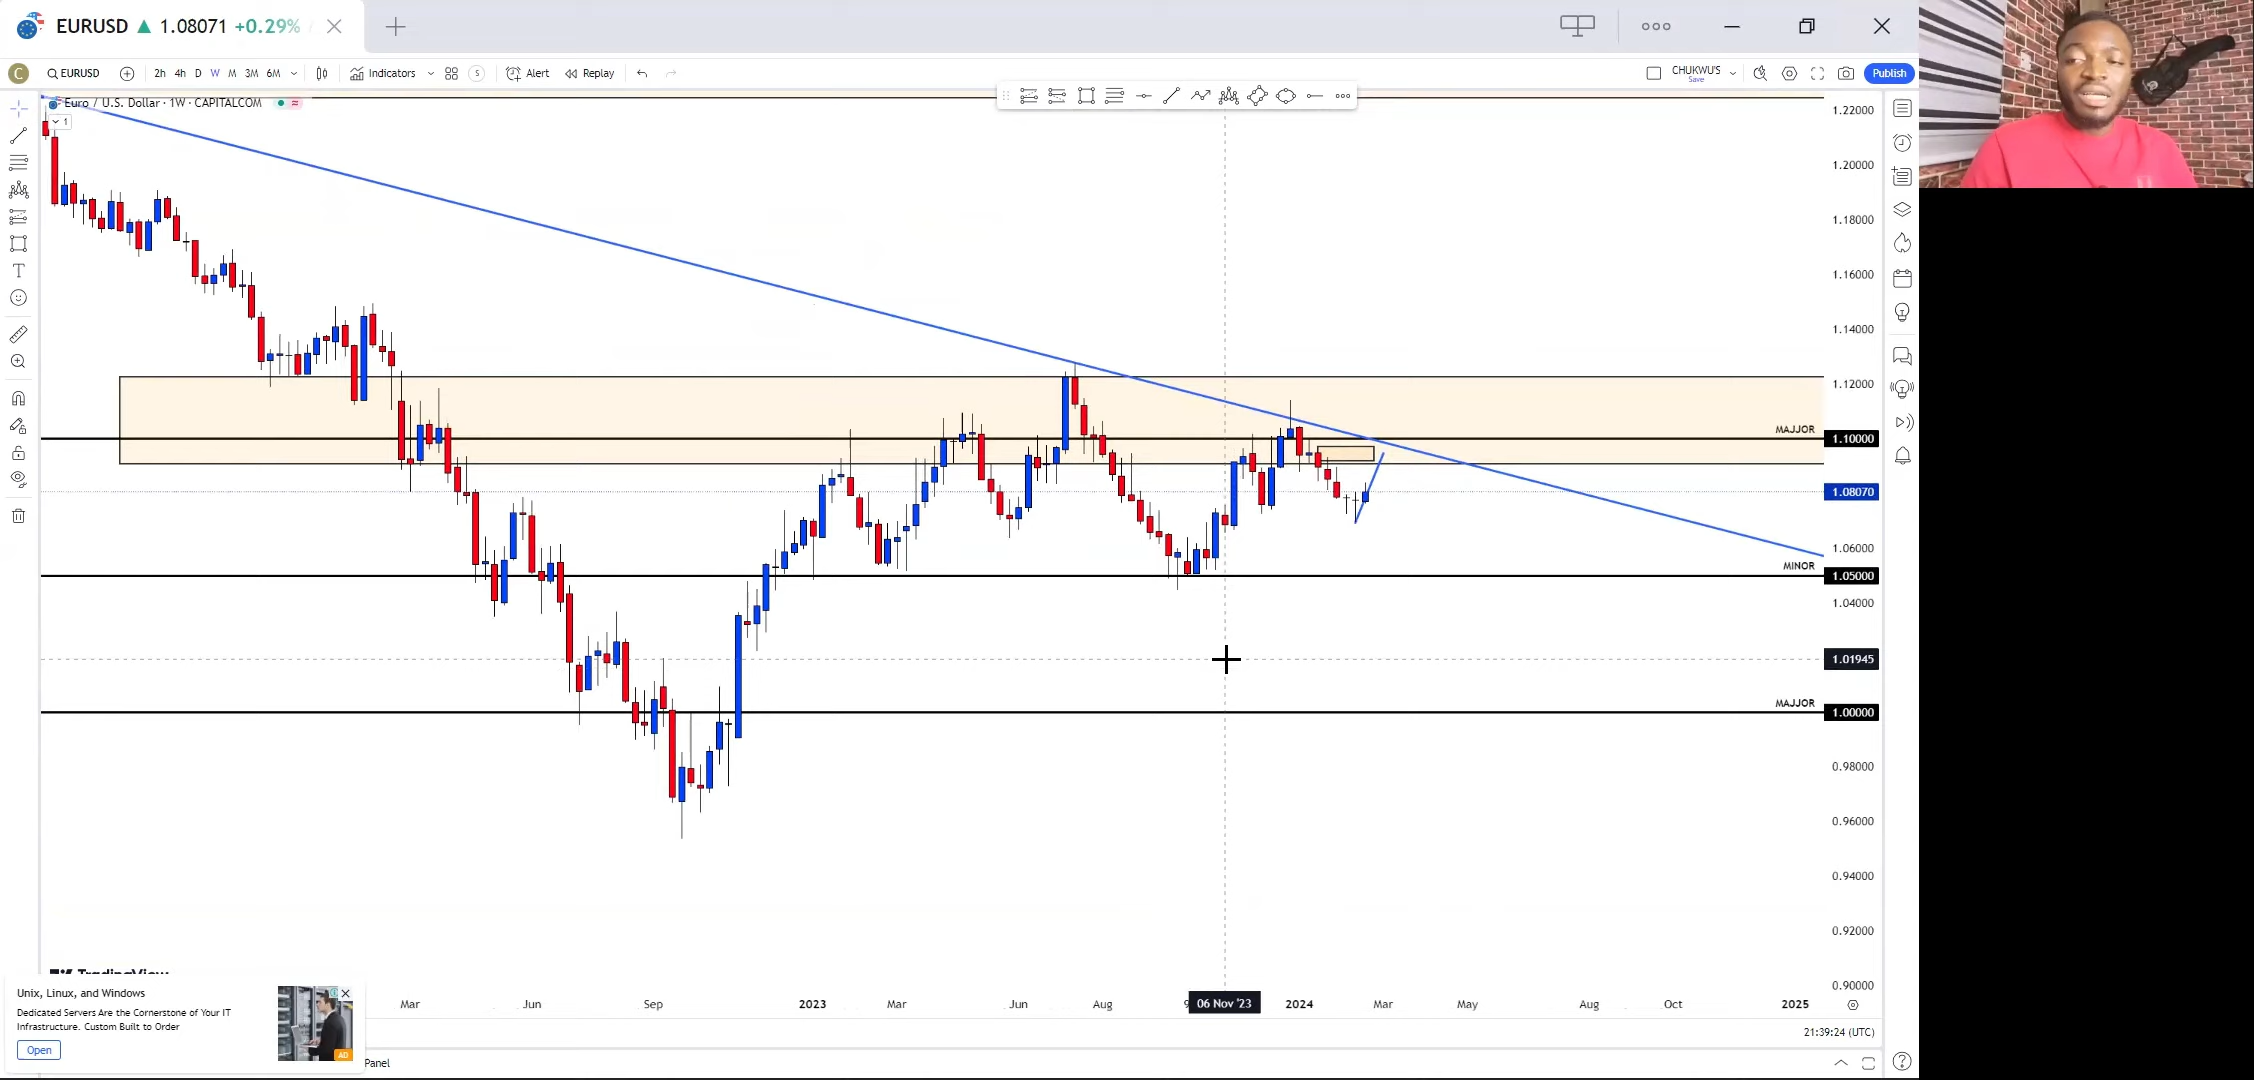 EURUSD ▲ 1.08071 +0.29%
C EURUSD 2h 4h D W M 3M 6M Indicators S Alert Replay CHUKWU'S Save Publish
Euro / U.S. Dollar · 1W · CAPITALCOM
1
1.22000
1.20000
1.18000
1.16000
1.14000
1.12000
MAJJOR 1.10000
1.08070
1.06000
MINOR 1.05000
1.04000
1.01945
MAJJOR 1.00000
0.98000
0.96000
0.94000
0.92000
0.90000
TradingView
Mar Jun Sep 2023 Mar Jun Aug 06 Nov '23 2024 Mar May Aug Oct 2025
21:39:24 (UTC)
Panel
Unix, Linux, and Windows
Dedicated Servers Are the Cornerstone of Your IT
Infrastructure. Custom Built to Order
Open
AD